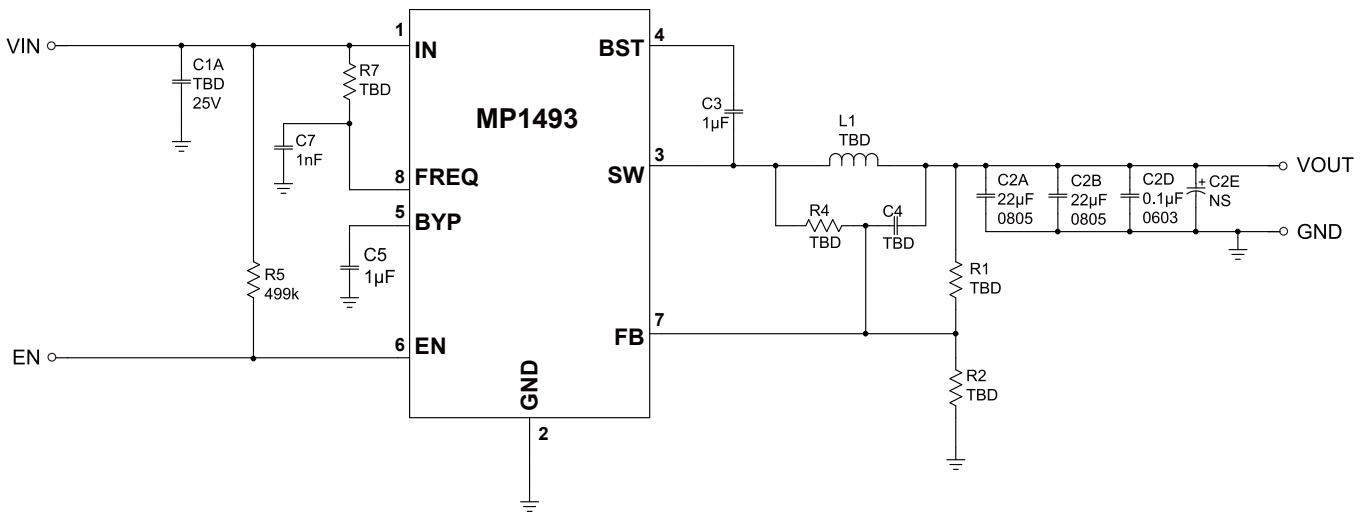 VIN
1
IN
C1A
TBD
25V
R7
TBD
C7
1nF
8
FREQ
5
BYP
C5
1µF
R5
499k
EN
6
EN
MP1493
GND
2
BST
4
C3
1µF
SW
3
L1
TBD
R4
TBD
C4
TBD
FB
7
R1
TBD
R2
TBD
C2A
22µF
0805
C2B
22µF
0805
C2D
0.1µF
0603
+ C2E
NS
VOUT
GND